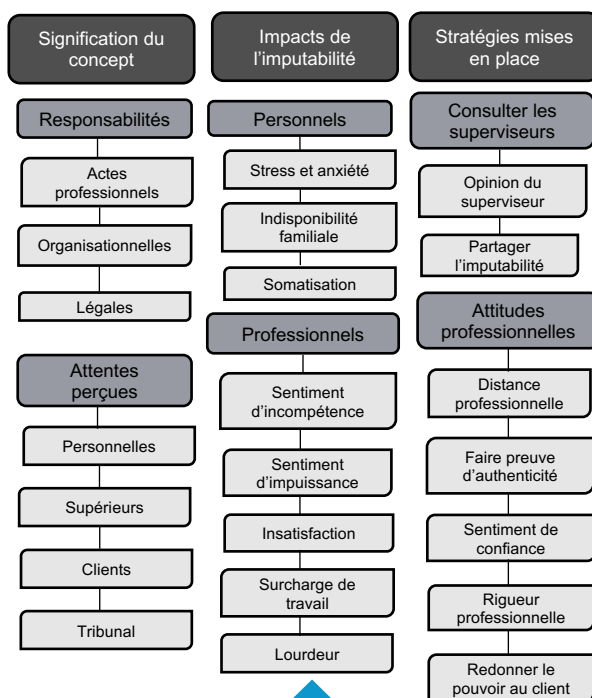 Signification du
concept
Responsabilités
Actes
professionnels
Organisationnelles
Légales
Attentes
perçues
Personnelles
Supérieurs
Clients
Tribunal
Impacts de
l’imputabilité
Personnels
Stress et anxiété
Indisponibilité
familiale
Somatisation
Professionnels
Sentiment
d’incompétence
Sentiment
d’impuissance
Insatisfaction
Surcharge de
travail
Lourdeur
Stratégies mises
en place
Consulter les
superviseurs
Opinion du
superviseur
Partager
l’imputabilité
Attitudes
professionnelles
Distance
professionnelle
Faire preuve
d’authenticité
Sentiment de
confiance
Rigueur
professionnelle
Redonner le
pouvoir au client